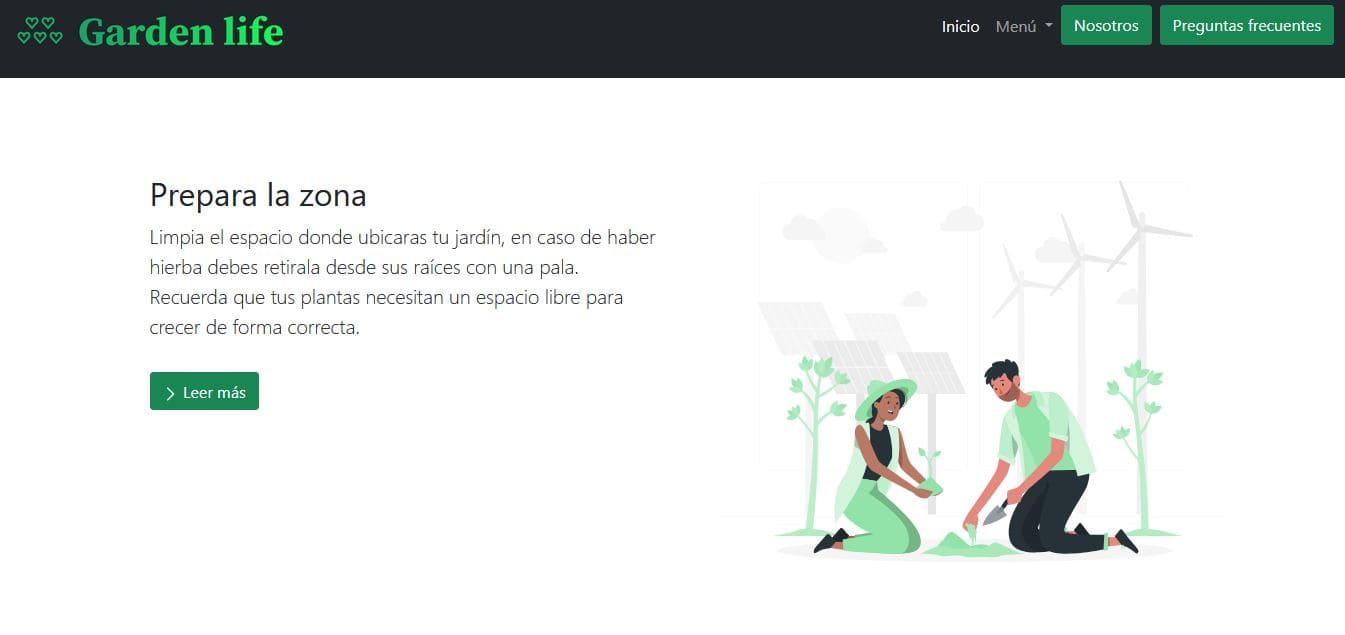 Garden life
Inicio Menú Nosotros Preguntas frecuentes
Prepara la zona
Limpia el espacio donde ubicaras tu jardín, en caso de haber
hierba debes retirala desde sus raíces con una pala.
Recuerda que tus plantas necesitan un espacio libre para
crecer de forma correcta.
Leer más